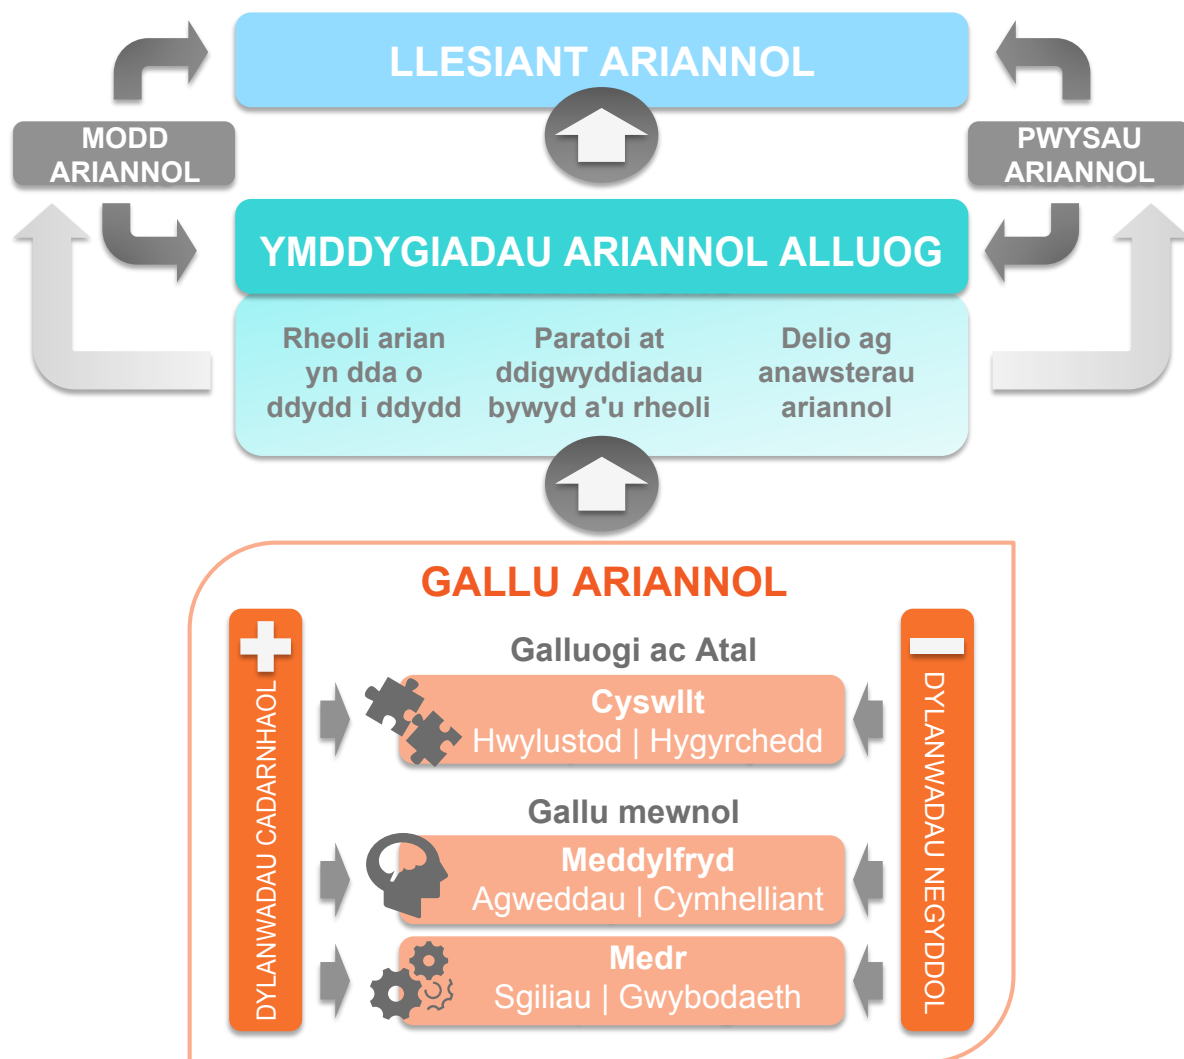 LLESIANT ARIANNOL
MODD
ARIANNOL
PWYSAU
ARIANNOL
YMDDYGIADAU ARIANNOL ALLUOG
Rheoli arian
yn dda o
ddydd i ddydd
Paratoi at
ddigwyddiadau
bywyd a'u rheoli
Delio ag
anawsterau
ariannol
GALLU ARIANNOL
DYLANWADAU CADARNHAOL
Galluogi ac Atal
Cyswllt
Hwylustod | Hygyrchedd
Gallu mewnol
Meddylfryd
Agweddau | Cymhelliant
Medr
Sgiliau | Gwybodaeth
DYLANWADAU NEGYDDOL